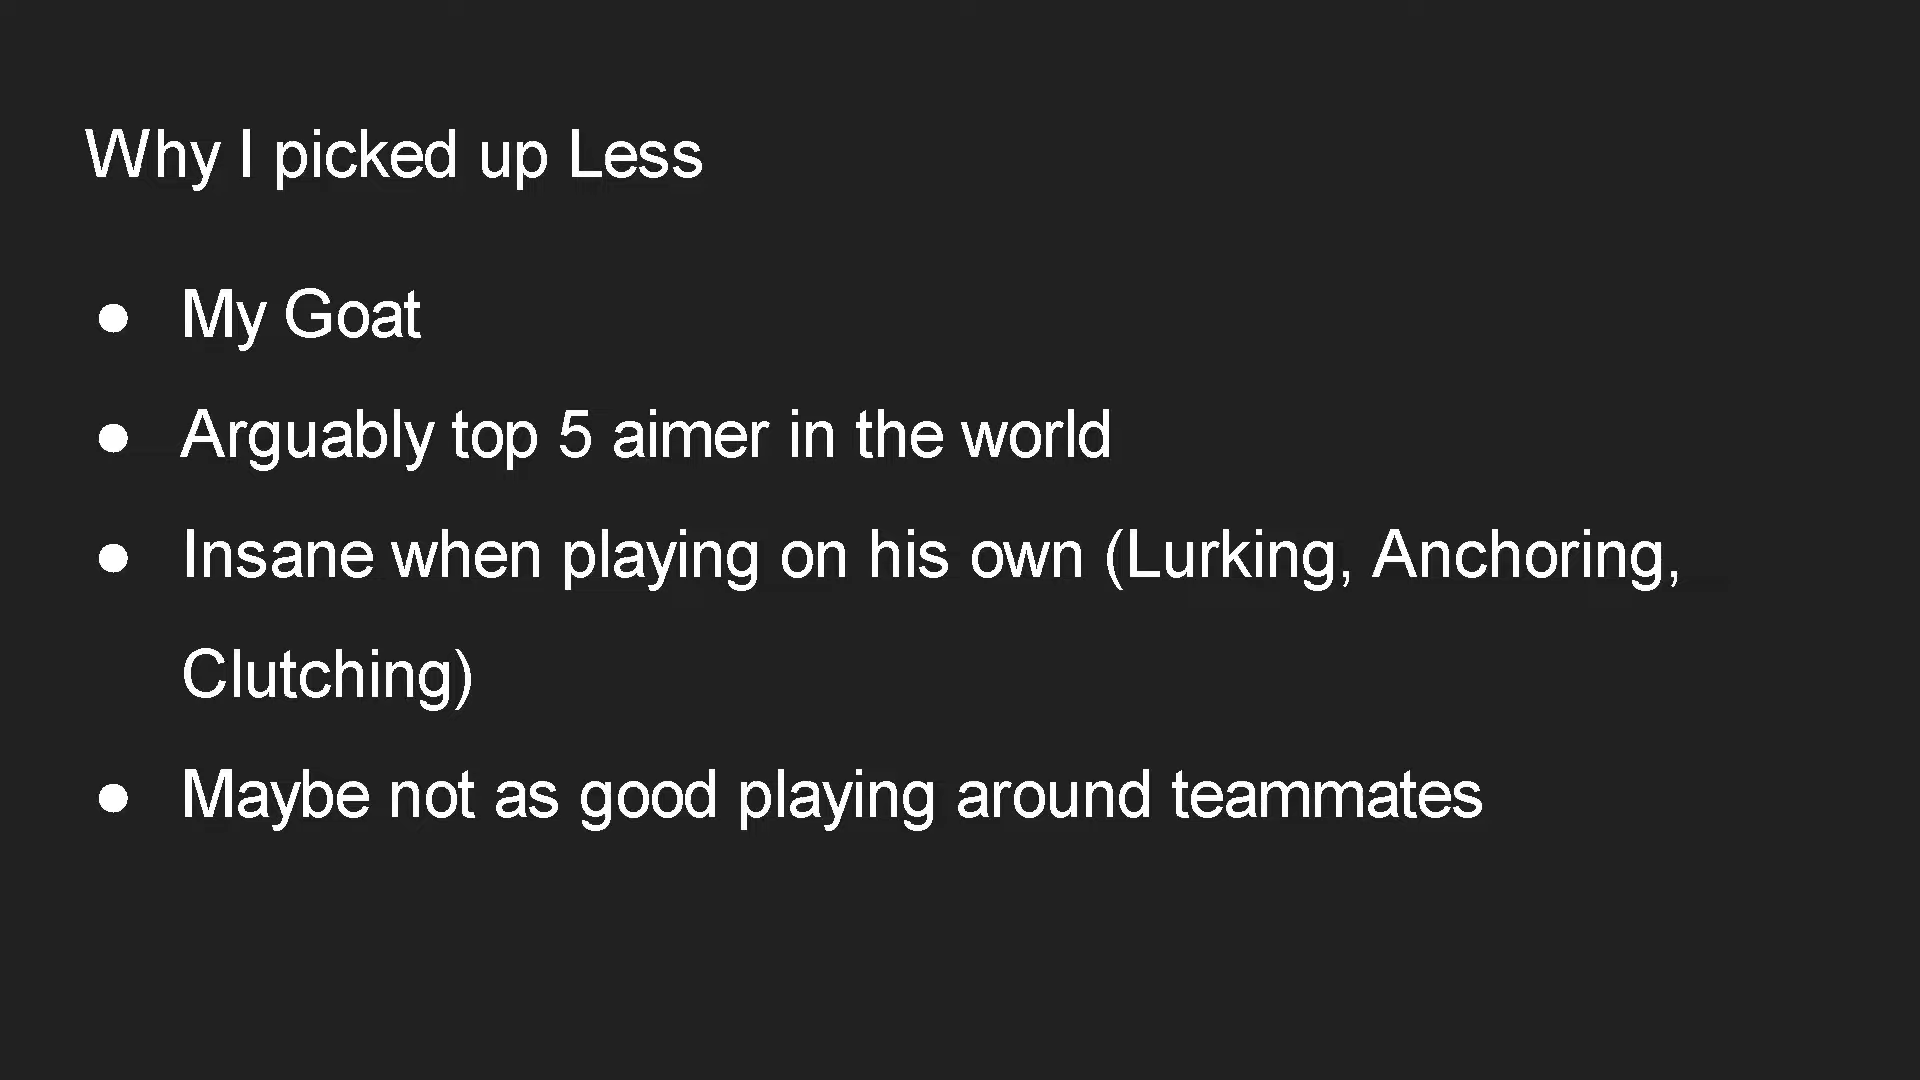 Why I picked up Less
● My Goat
● Arguably top 5 aimer in the world
● Insane when playing on his own (Lurking, Anchoring,
Clutching)
● Maybe not as good playing around teammates